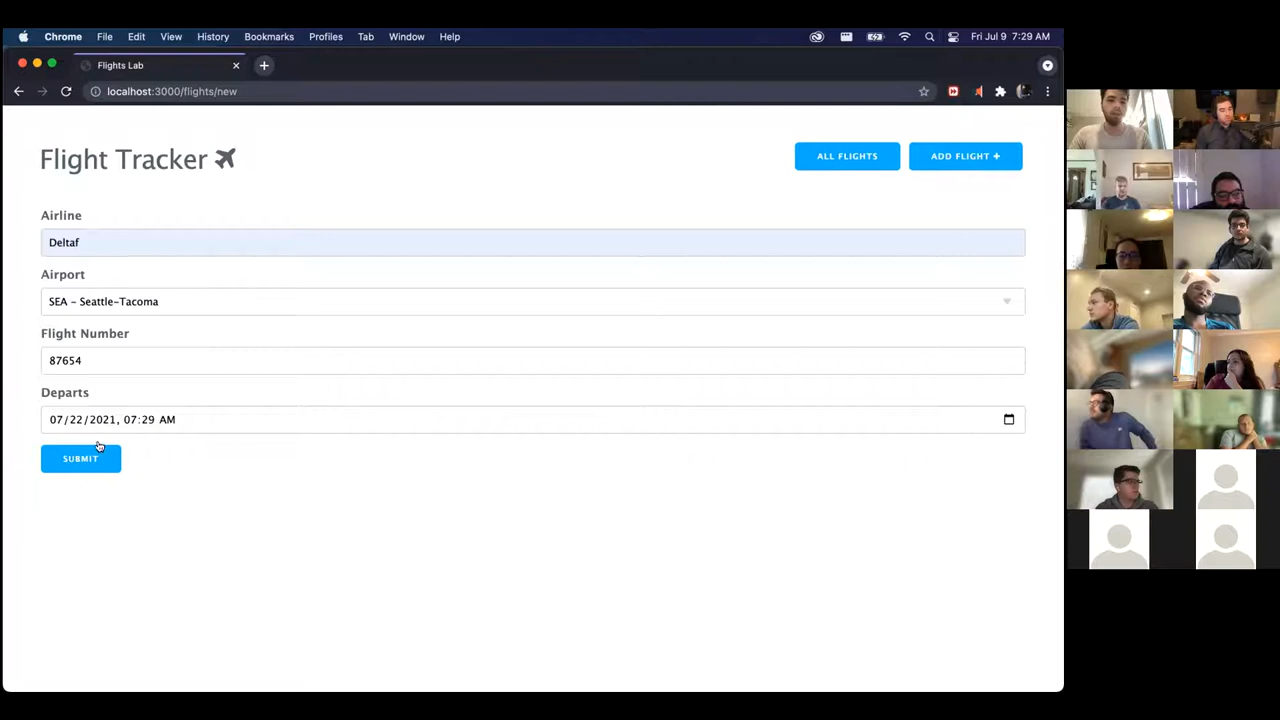 Chrome File Edit View History Bookmarks Profiles Tab Window Help Fri Jul 9 7:29 AM
Flights Lab
localhost:3000/flights/new
Flight Tracker ALL FLIGHTS ADD FLIGHT +
Airline
Deltaf
Airport
SEA - Seattle-Tacoma
Flight Number
87654
Departs
07/22/2021, 07:29 AM
SUBMIT